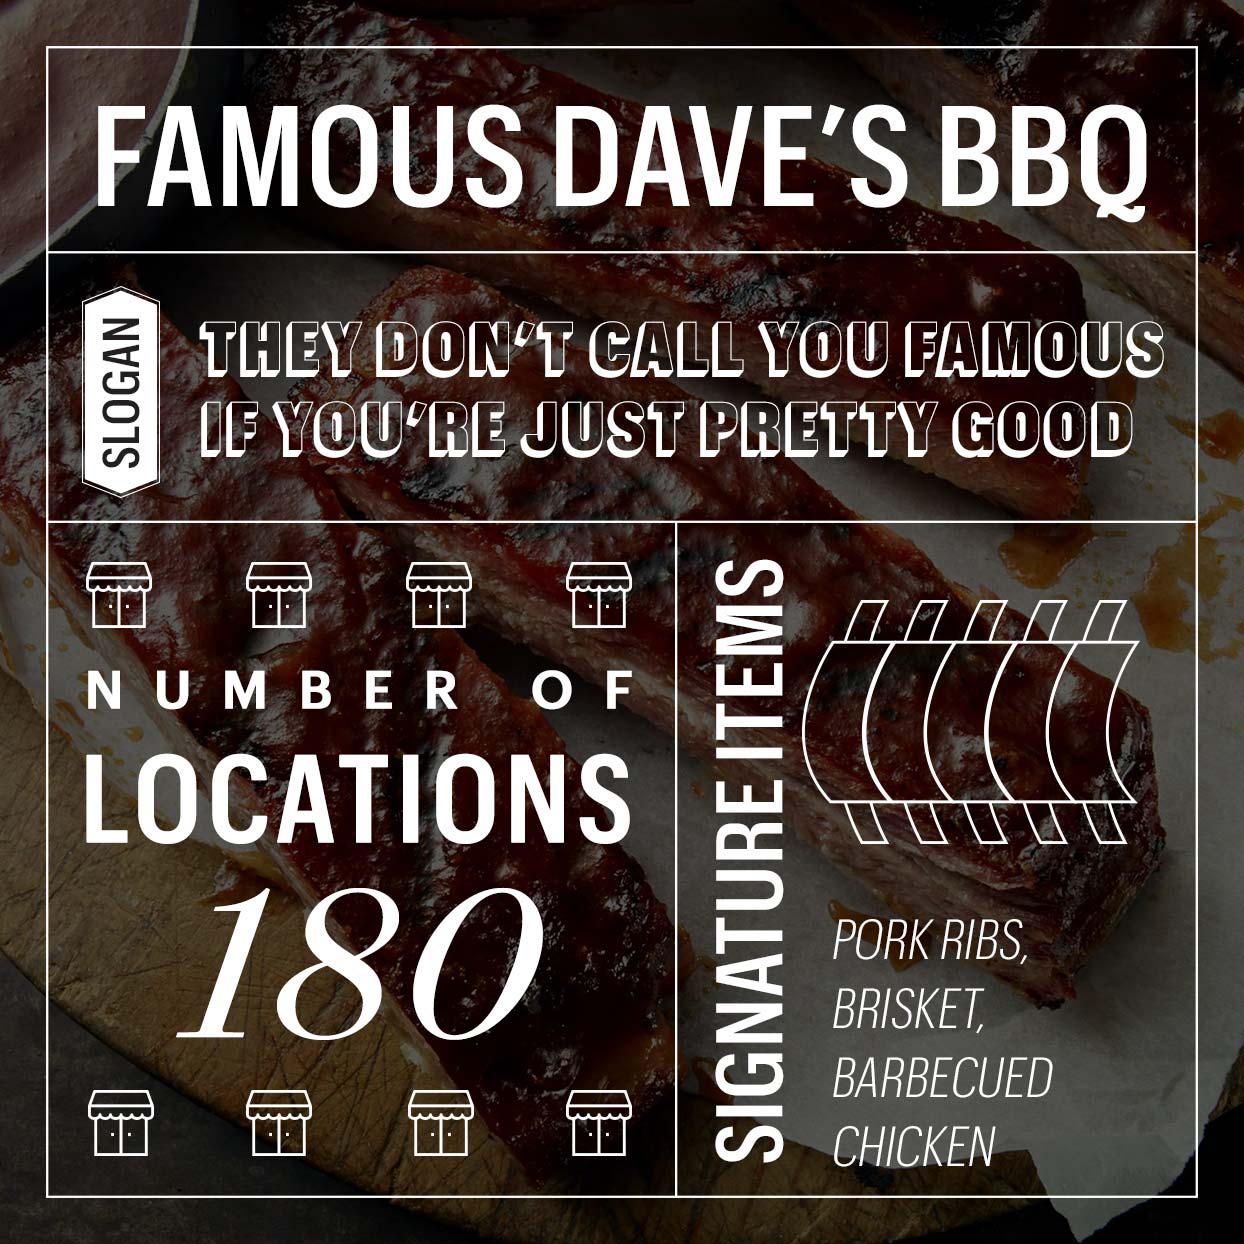 FAMOUS DAVE'S BBQ
SLOGAN
THEY DON'T CALL YOU FAMOUS
IF YOU'RE JUST PRETTY GOOD
NUMBER OF
LOCATIONS
180
SIGNATURE ITEMS
PORK RIBS,
BRISKET,
BARBECUED
CHICKEN